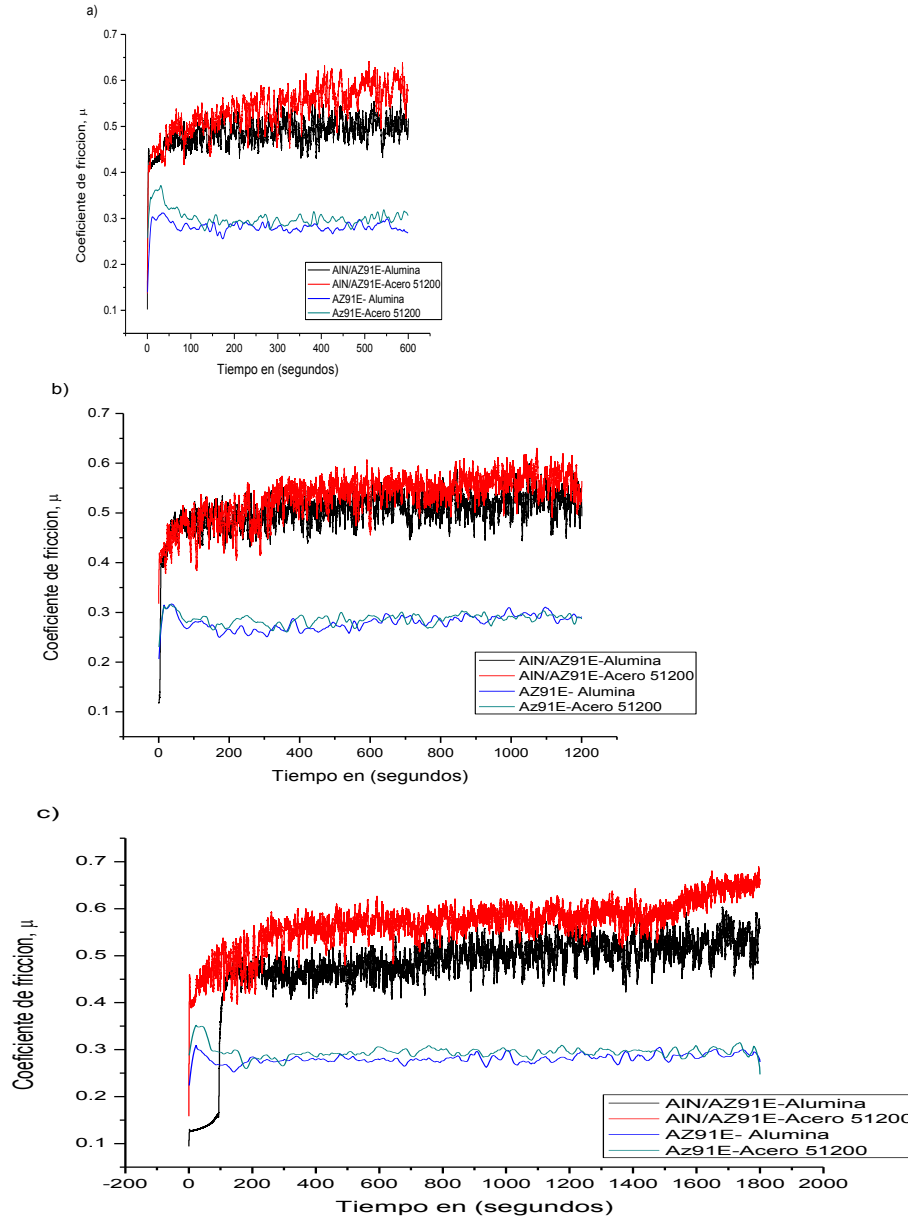 a)
0.7
0.6
0.5
0.4
0.3
0.2
0.1
Coeficiente de friccion, μ
AlN/AZ91E-Alumina
AlN/AZ91E-Acero 51200
AZ91E- Alumina
Az91E-Acero 51200
0 100 200 300 400 500 600
Tiempo en (segundos)
b)
0.7
0.6
0.5
0.4
0.3
0.2
0.1
Coeficiente de friccion, μ
AlN/AZ91E-Alumina
AlN/AZ91E-Acero 51200
AZ91E- Alumina
Az91E-Acero 51200
0 200 400 600 800 1000 1200
Tiempo en (segundos)
c)
0.7
0.6
0.5
0.4
0.3
0.2
0.1
Coeficiente de friccion, μ
AlN/AZ91E-Alumina
AlN/AZ91E-Acero 51200
AZ91E- Alumina
Az91E-Acero 51200
-200 0 200 400 600 800 1000 1200 1400 1600 1800 2000
Tiempo en (segundos)